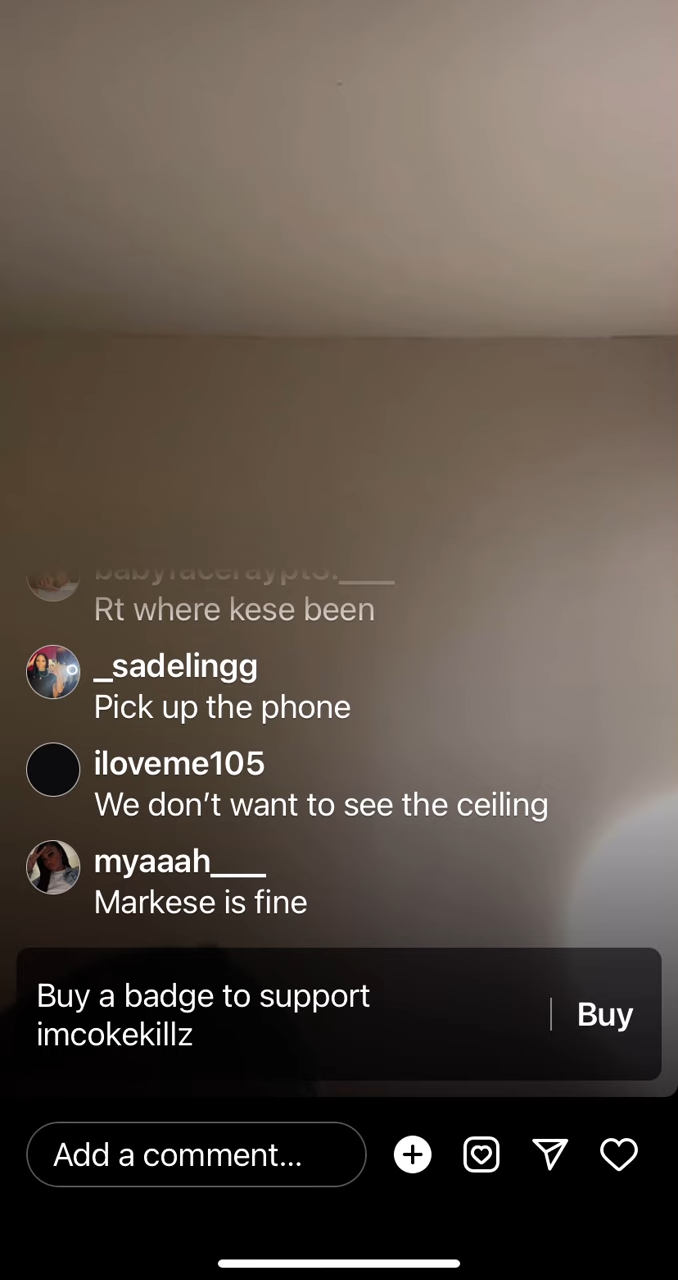 Rt where kese been
_sadelingg
Pick up the phone
iloveme105
We don’t want to see the ceiling
myaaah____
Markese is fine
Buy a badge to support
imcokekillz
Buy
Add a comment...